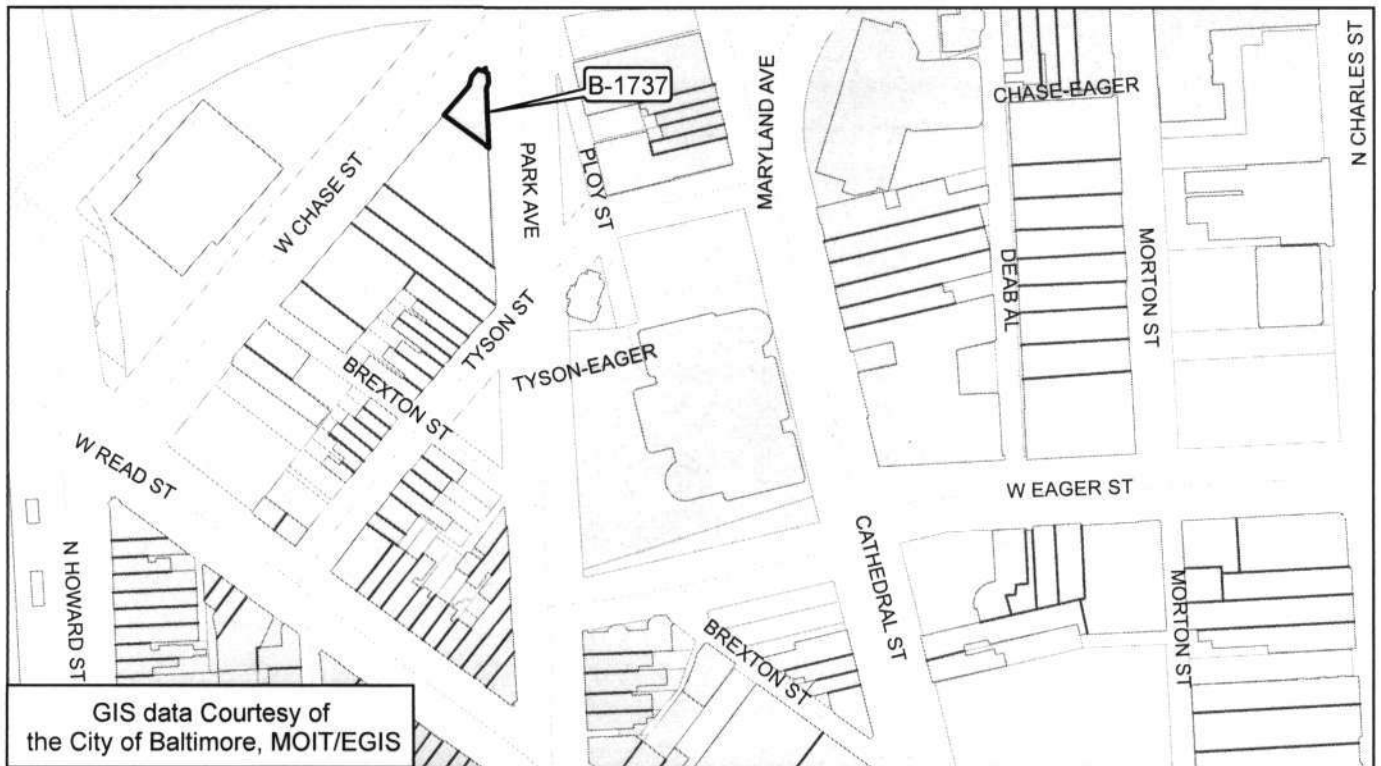 B-1737
W CHASE ST
PARK AVE
PLOY ST
MARYLAND AVE
CHASE-EAGER
N CHARLES ST
DEAB AL
MORTON ST
TYSON ST
TYSON-EAGER
BREXTON ST
W READ ST
W EAGER ST
N HOWARD ST
CATHEDRAL ST
BREXTON ST
MORTON ST
GIS data Courtesy of
the City of Baltimore, MOIT/EGIS